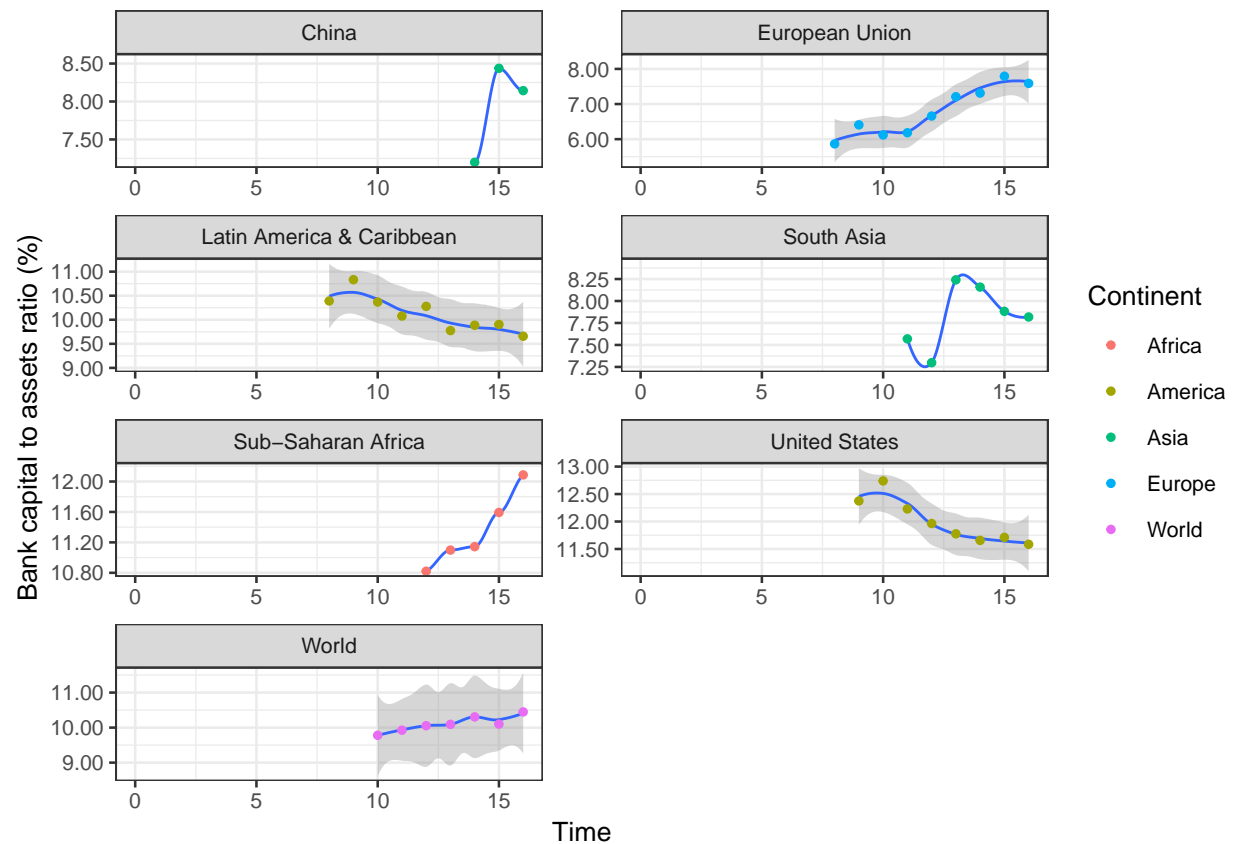 China
8.50
8.00
7.50
0 5 10 15
European Union
8.00
7.00
6.00
0 5 10 15
Latin America & Caribbean
11.00
10.50
10.00
9.50
9.00
0 5 10 15
South Asia
8.25
8.00
7.75
7.50
7.25
0 5 10 15
Sub−Saharan Africa
12.00
11.60
11.20
10.80
0 5 10 15
United States
13.00
12.50
12.00
11.50
0 5 10 15
World
11.00
10.00
9.00
0 5 10 15
Time
Bank capital to assets ratio (%)
Continent
Africa
America
Asia
Europe
World